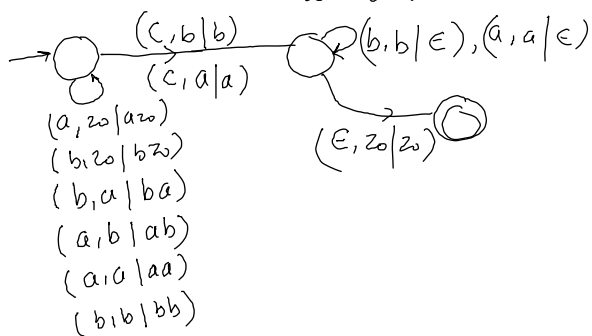 (C, b | b)
(C, a | a)
(b, b | ε), (a, a | ε)
(a, z0 | az0)
(b, z0 | bz0)
(b, a | ba)
(a, b | ab)
(a, a | aa)
(b, b | bb)
(ε, z0 | z0)